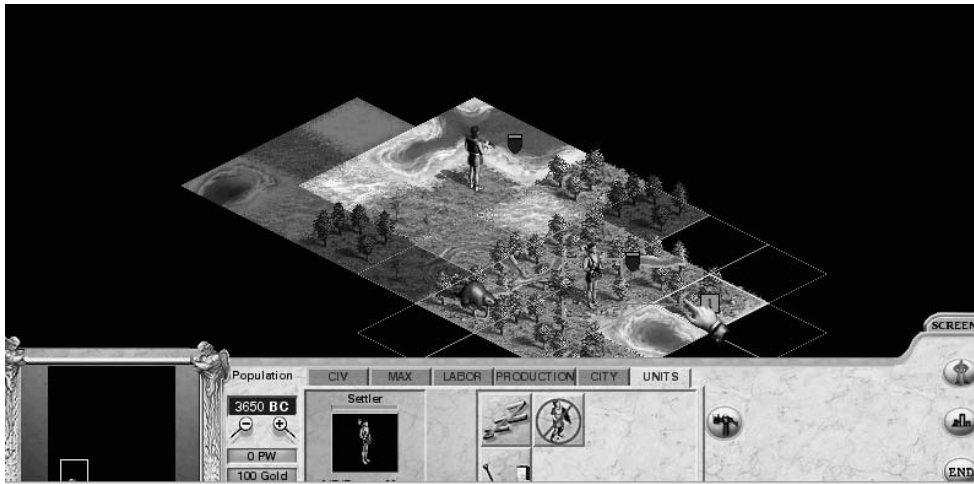 SCREEN
Population
CIV MAX LABOR PRODUCTION CITY UNITS
3650 BC
Settler
0 PW
100 Gold
END